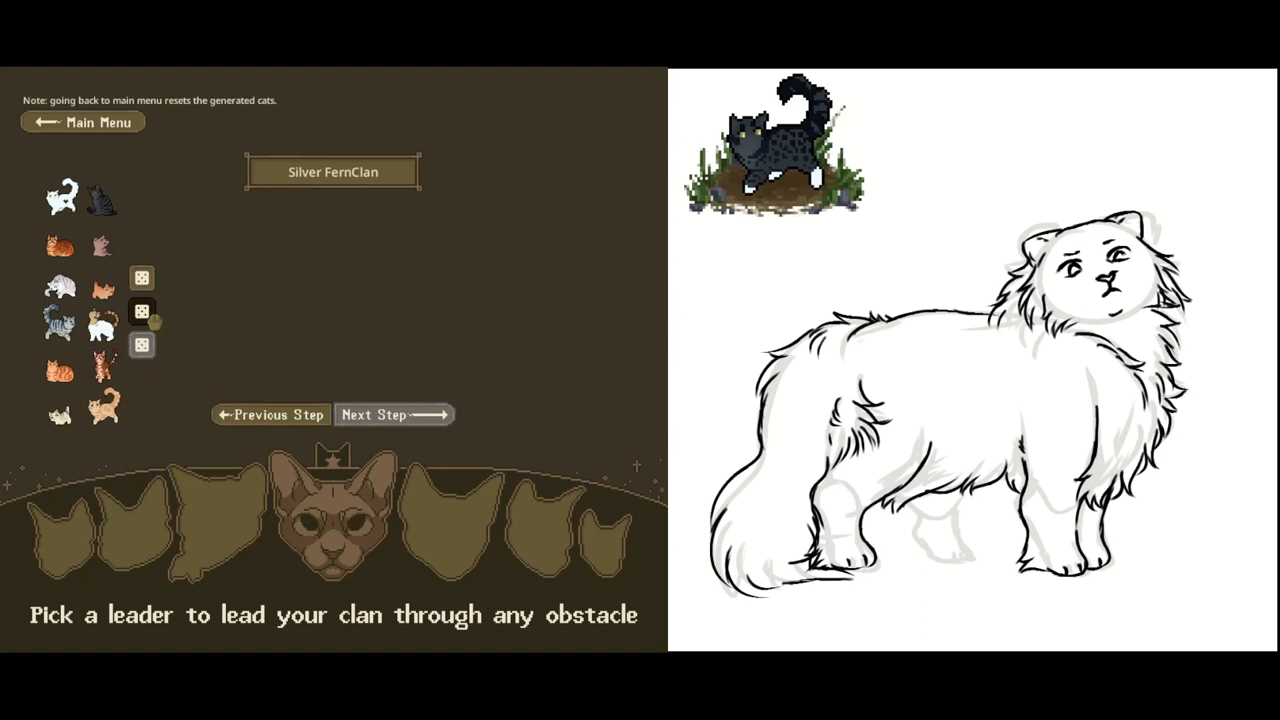 Note: going back to main menu resets the generated cats.
Main Menu
Silver FernClan
Previous Step
Next Step
Pick a leader to lead your clan through any obstacle